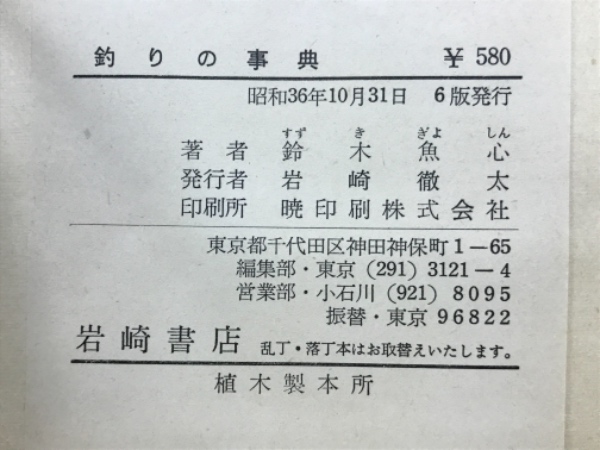 釣りの事典 ¥580
昭和36年10月31日 6版発行
すず き ぎよ しん
著者 鈴木魚心
発行者 岩崎徹太
印刷所 暁印刷株式会社
東京都千代田区神田神保町1-65
編集部・東京(291)3121-4
営業部・小石川(921)8095
振替・東京96822
岩崎書店 乱丁・落丁本はお取替えいたします。
植木製本所